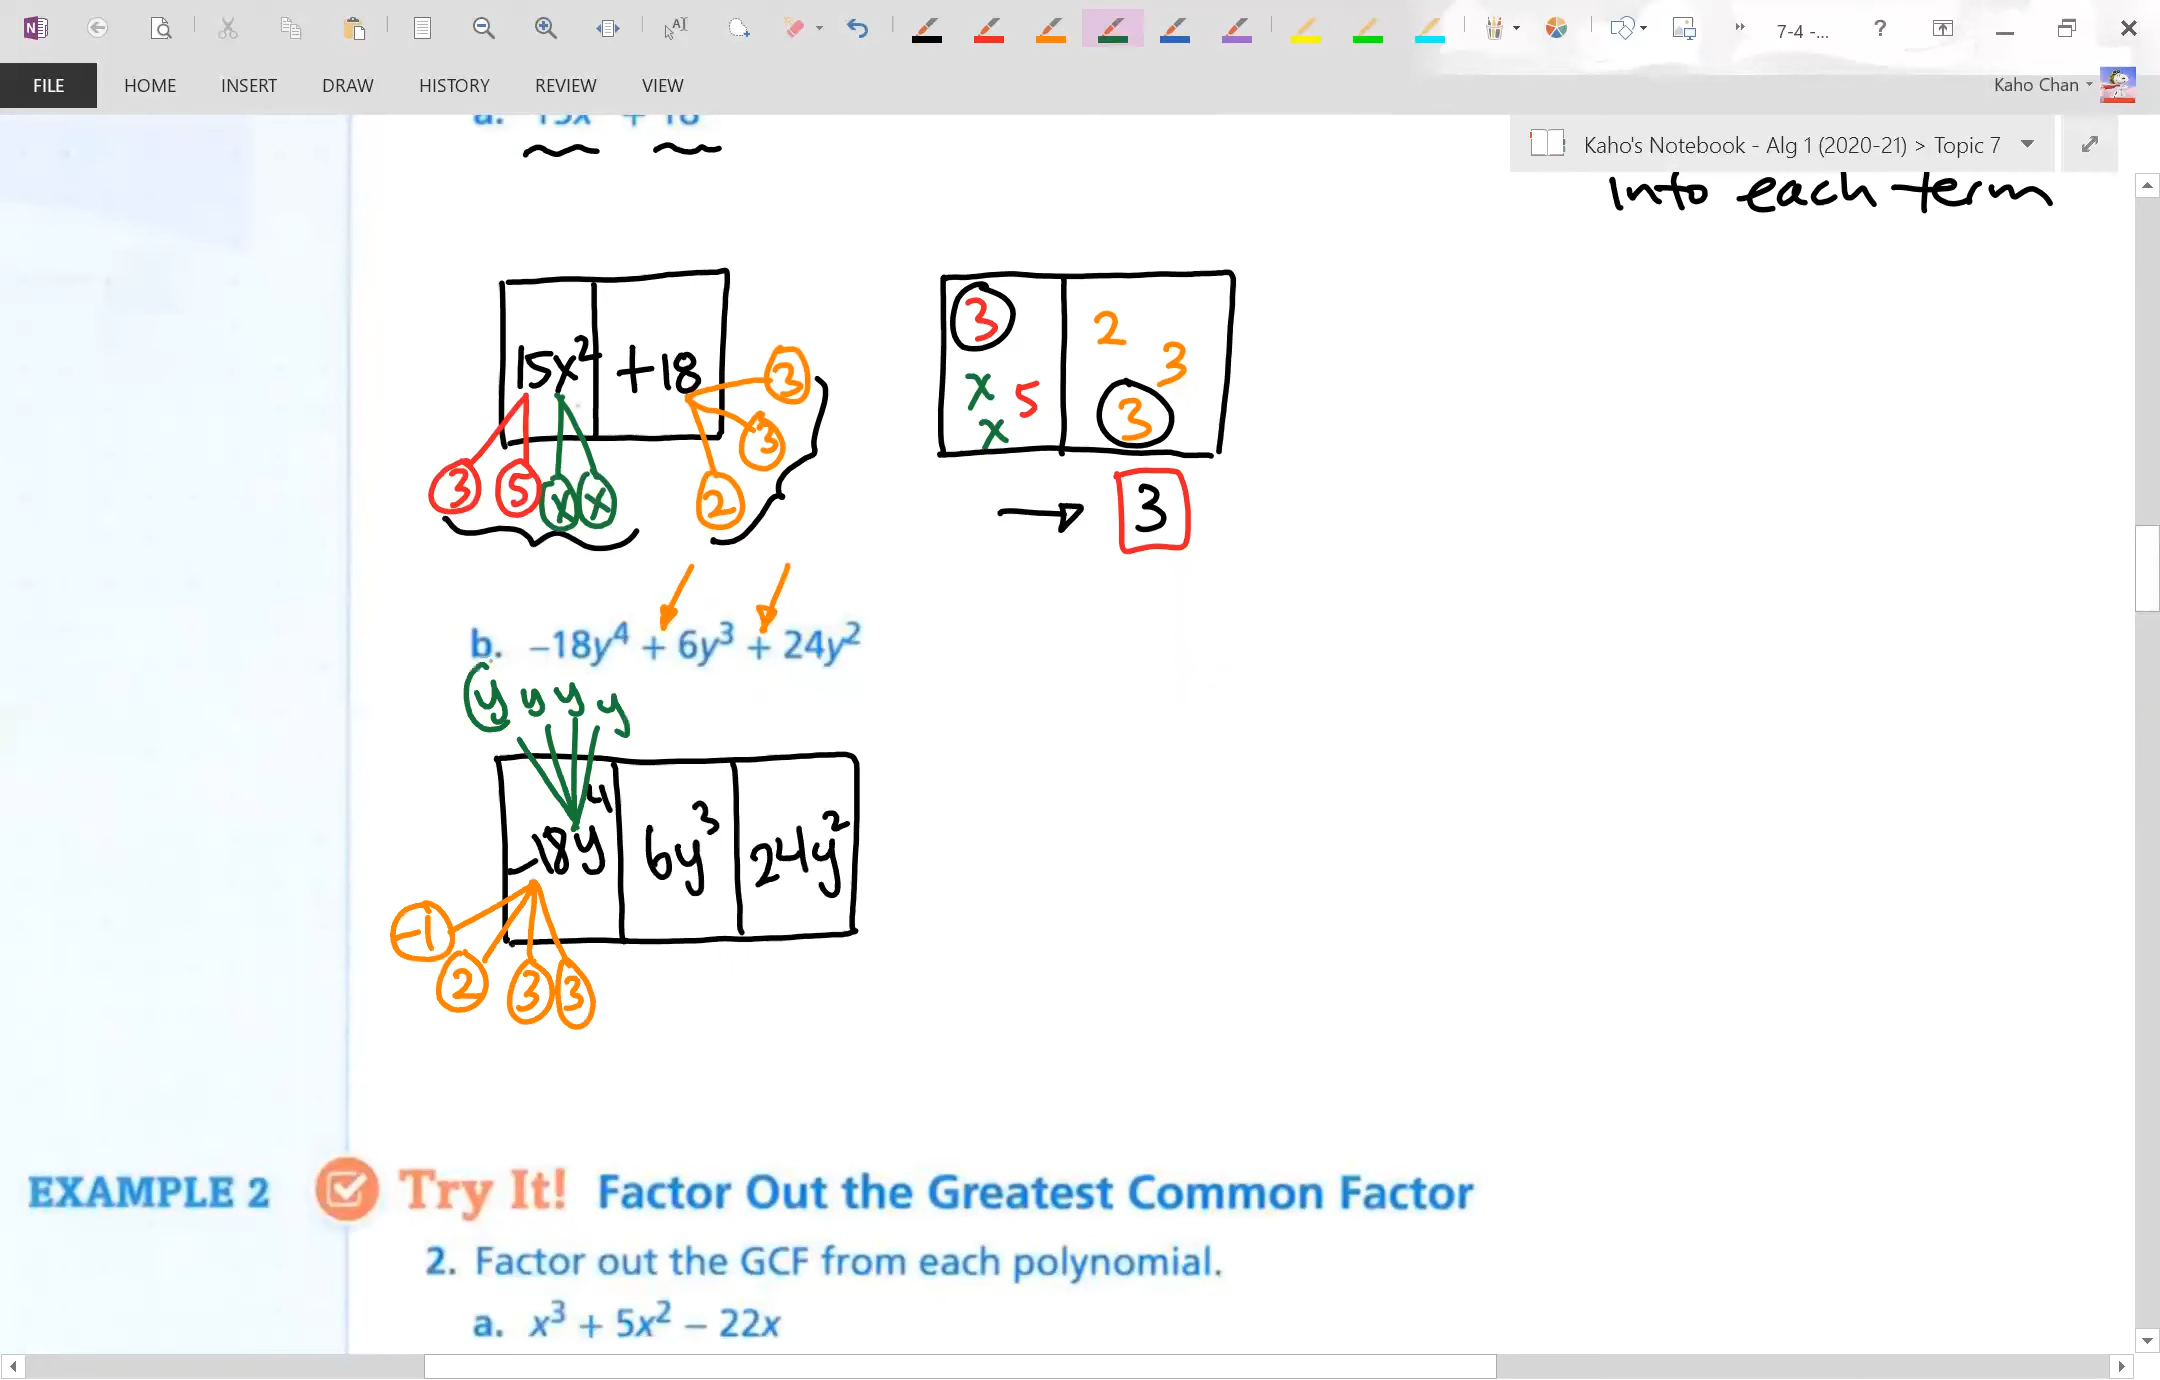 7-4 -...
?
FILE HOME INSERT DRAW HISTORY REVIEW VIEW
Kaho Chan
a. 15x² + 18
Kaho's Notebook - Alg 1 (2020-21) > Topic 7
into each term
15x² +18
3 5 x x
3 3 2
3 x 5 x
2 3 3
3
b. –18y⁴ + 6y³ + 24y²
y y y y
-18y⁴ 6y³ 24y²
-1 2 3 3
EXAMPLE 2 Try It! Factor Out the Greatest Common Factor
2. Factor out the GCF from each polynomial.
a. x³ + 5x² – 22x